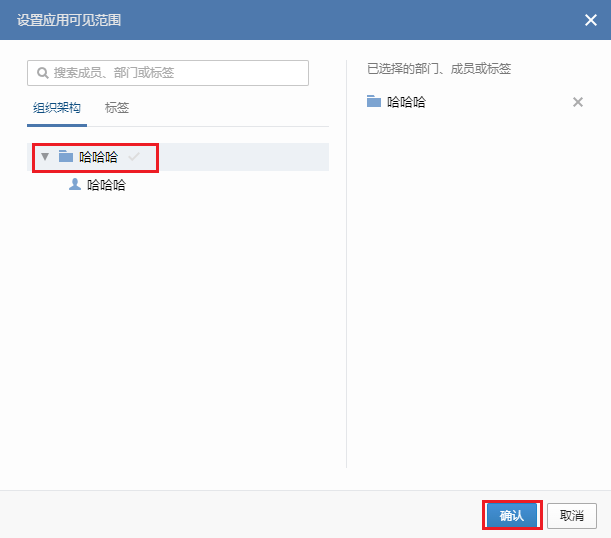 设置应用可见范围
搜索成员、部门或标签
组织架构 标签
哈哈哈
哈哈哈
已选择的部门、成员或标签
哈哈哈
确认 取消